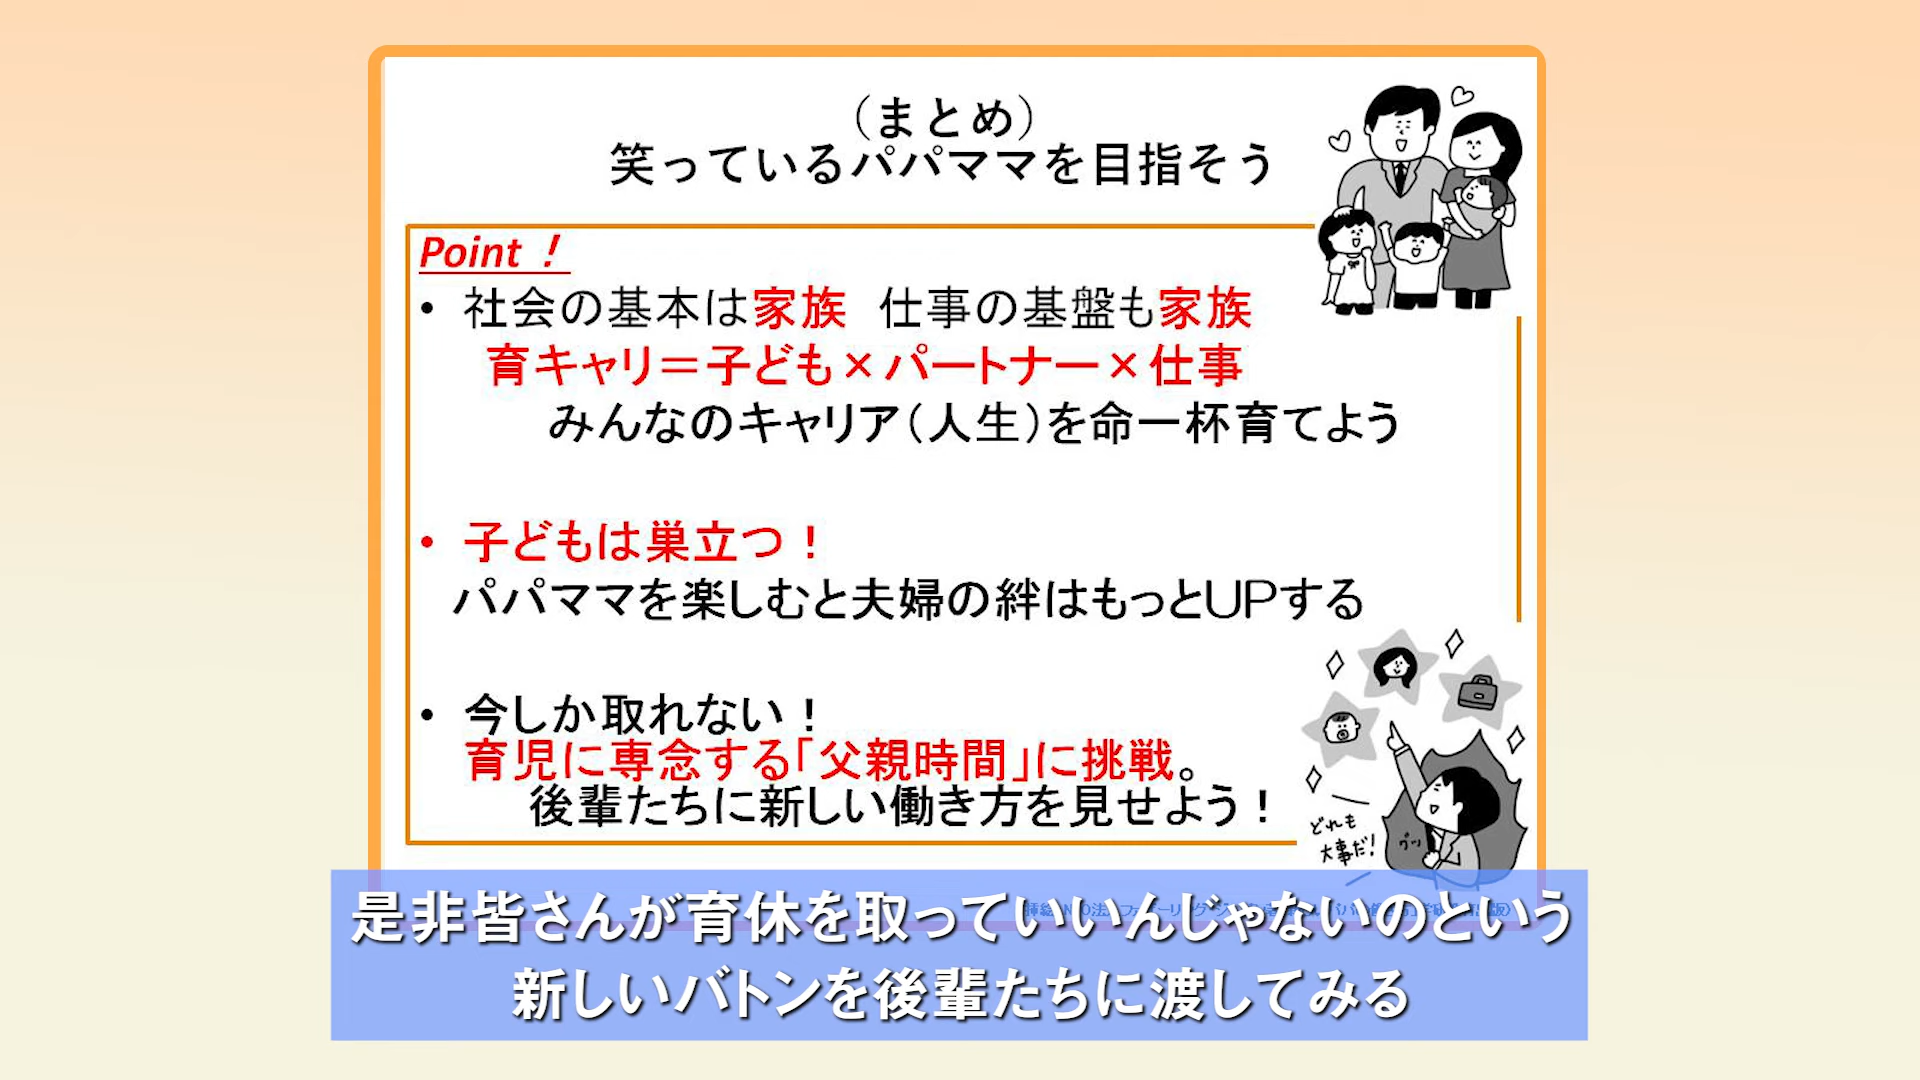 （まとめ）
笑っているパパママを目指そう
Point！
• 社会の基本は家族　仕事の基盤も家族
育キャリ＝子ども×パートナー×仕事
みんなのキャリア（人生）を命一杯育てよう
• 子どもは巣立つ！
パパママを楽しむと夫婦の絆はもっとUPする
• 今しか取れない！
育児に専念する「父親時間」に挑戦。
後輩たちに新しい働き方を見せよう！
どれも
大事だ！
グッ
是非皆さんが育休を取っていいんじゃないのという
新しいバトンを後輩たちに渡してみる